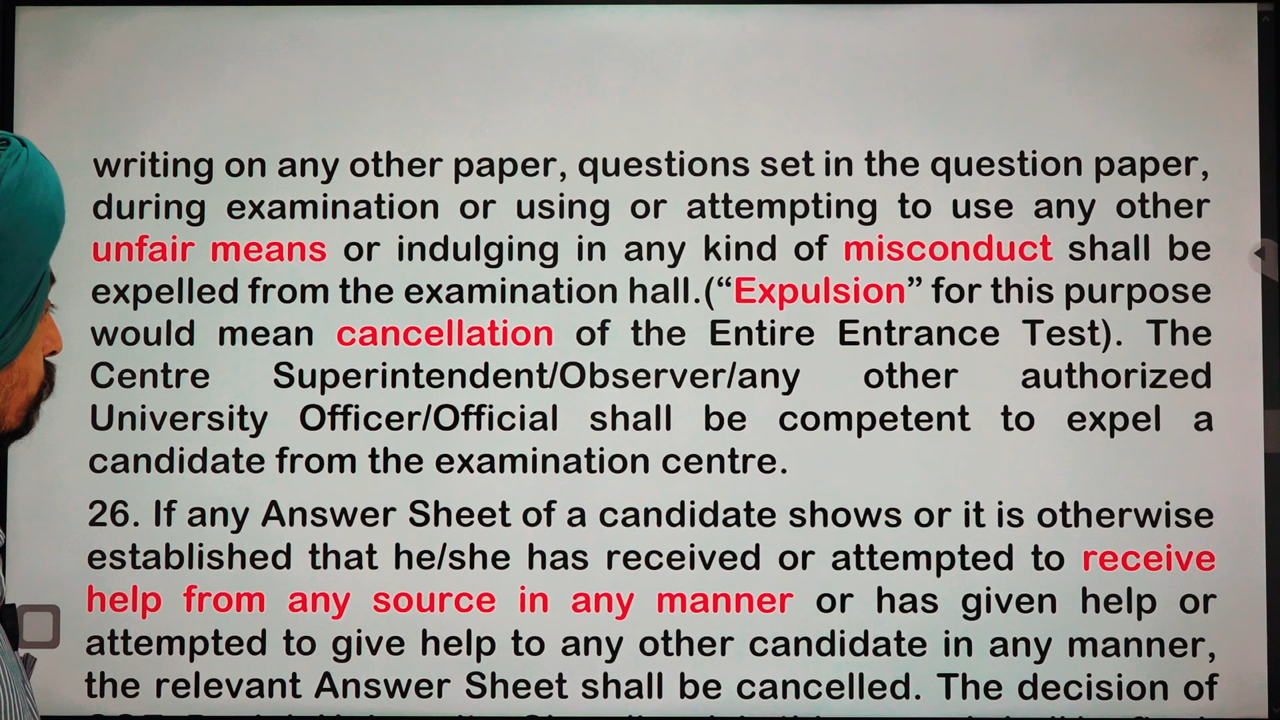 writing on any other paper, questions set in the question paper,
during examination or using or attempting to use any other
unfair means or indulging in any kind of misconduct shall be
expelled from the examination hall.(“Expulsion” for this purpose
would mean cancellation of the Entire Entrance Test). The
Centre Superintendent/Observer/any other authorized
University Officer/Official shall be competent to expel a
candidate from the examination centre.
26. If any Answer Sheet of a candidate shows or it is otherwise
established that he/she has received or attempted to receive
help from any source in any manner or has given help or
attempted to give help to any other candidate in any manner,
the relevant Answer Sheet shall be cancelled. The decision of